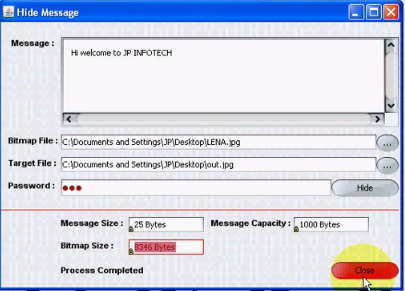 Hide Message
Message :
Hi welcome to JP INFOTECH
Bitmap File : C:\Documents and Settings\JP\Desktop\LENA.jpg ...
Target File : C:\Documents and Settings\JP\Desktop\out.jpg ...
Password : ●●● Hide
Message Size : 25 Bytes Message Capacity : 1000 Bytes
Bitmap Size : 8346 Bytes
Process Completed Close